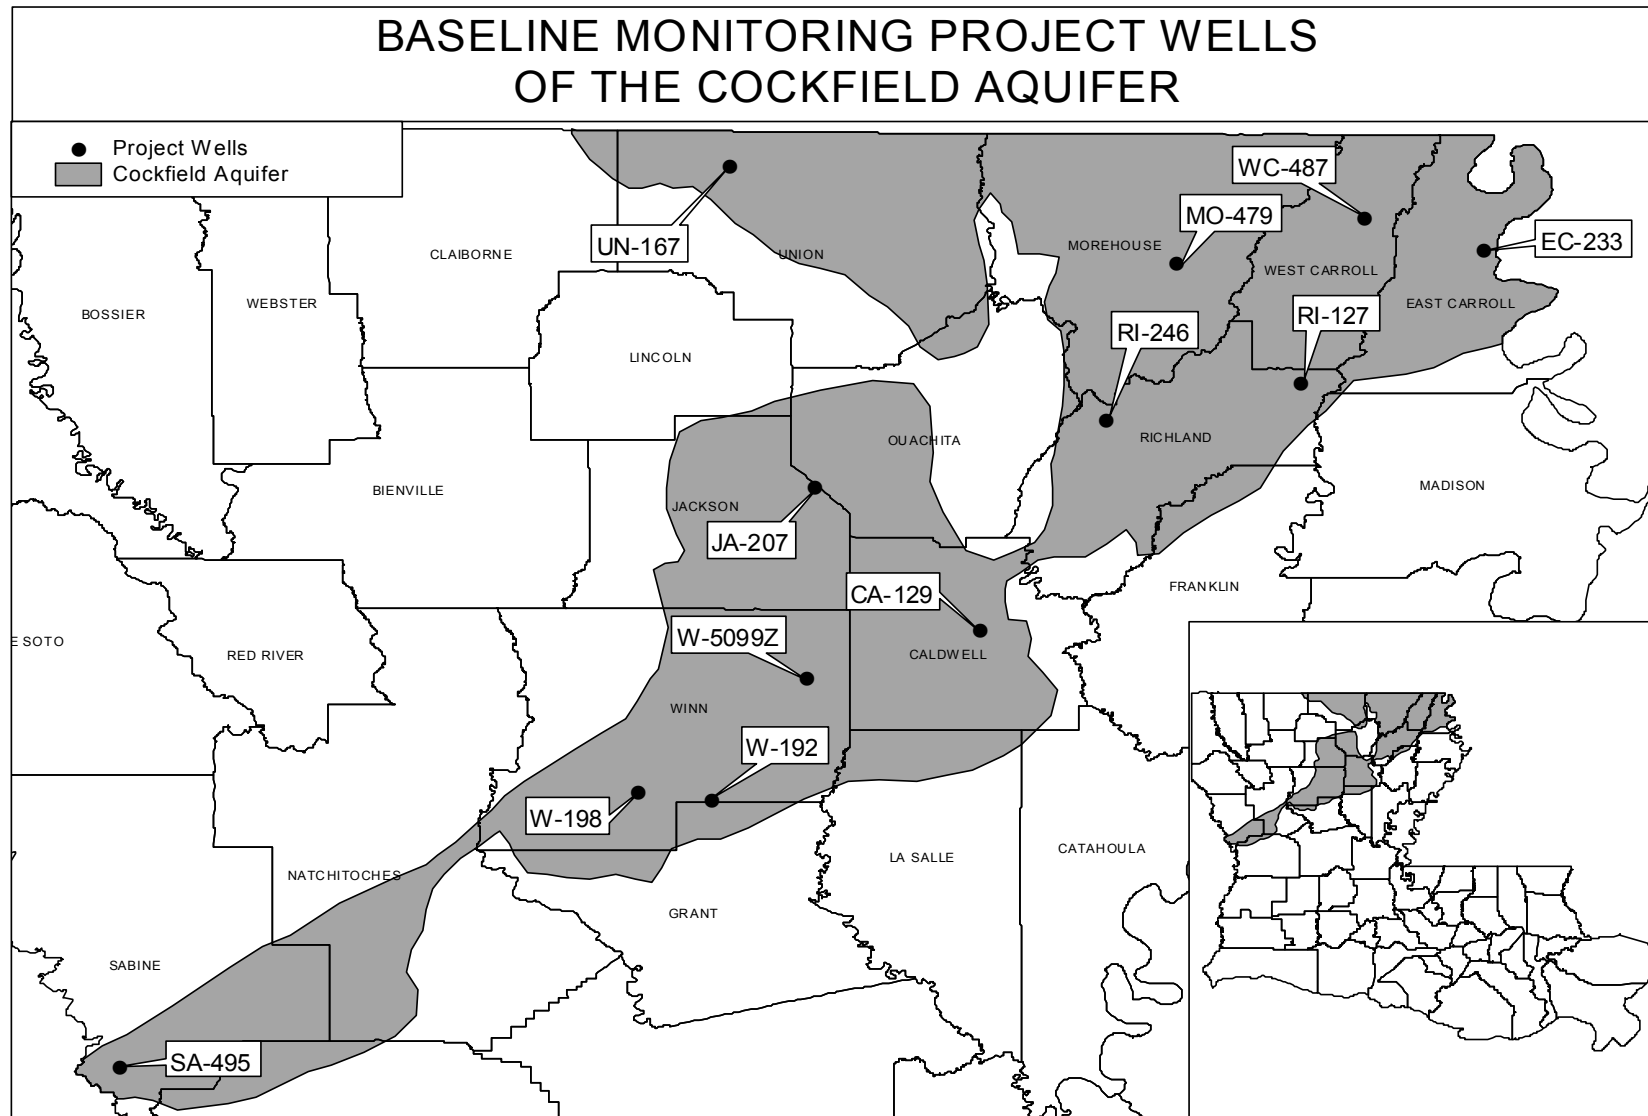 BASELINE MONITORING PROJECT WELLS
OF THE COCKFIELD AQUIFER
Project Wells
Cockfield Aquifer
WC-487
MO-479
UN-167
EC-233
MOREHOUSE
CLAIBORNE
UNION
WEST CARROLL
WEBSTER
EAST CARROLL
BOSSIER
RI-127
RI-246
LINCOLN
OUACHITA
RICHLAND
BIENVILLE
MADISON
JACKSON
JA-207
FRANKLIN
CA-129
W-5099Z
E SOTO
RED RIVER
CALDWELL
WINN
W-192
W-198
CATAHOULA
LA SALLE
NATCHITOCHES
GRANT
SABINE
SA-495